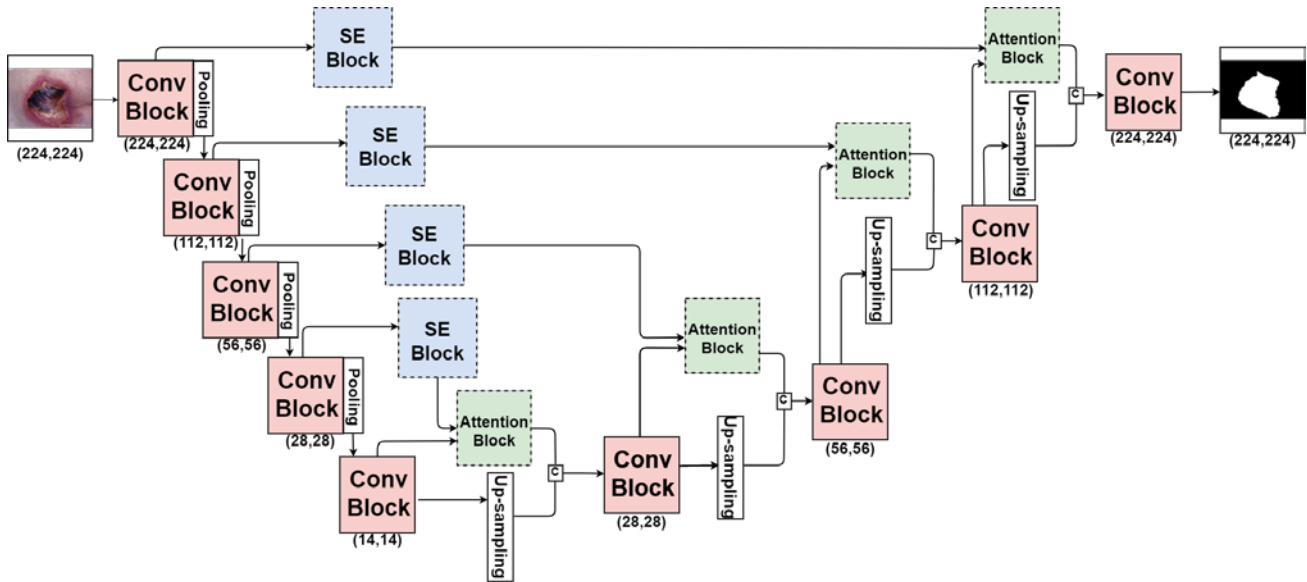 SE
Block
Attention
Block
Conv
Block
Pooling
(224,224)
(224,224)
SE
Block
Attention
Block
Up-sampling
C
Conv
Block
(224,224)
(224,224)
Conv
Block
Pooling
(112,112)
SE
Block
Up-sampling
C
Conv
Block
(112,112)
Conv
Block
Pooling
(56,56)
SE
Block
Attention
Block
Up-sampling
C
Conv
Block
(56,56)
Conv
Block
Pooling
(28,28)
Attention
Block
Up-sampling
C
Conv
Block
(28,28)
Conv
Block
(14,14)
SE
Block